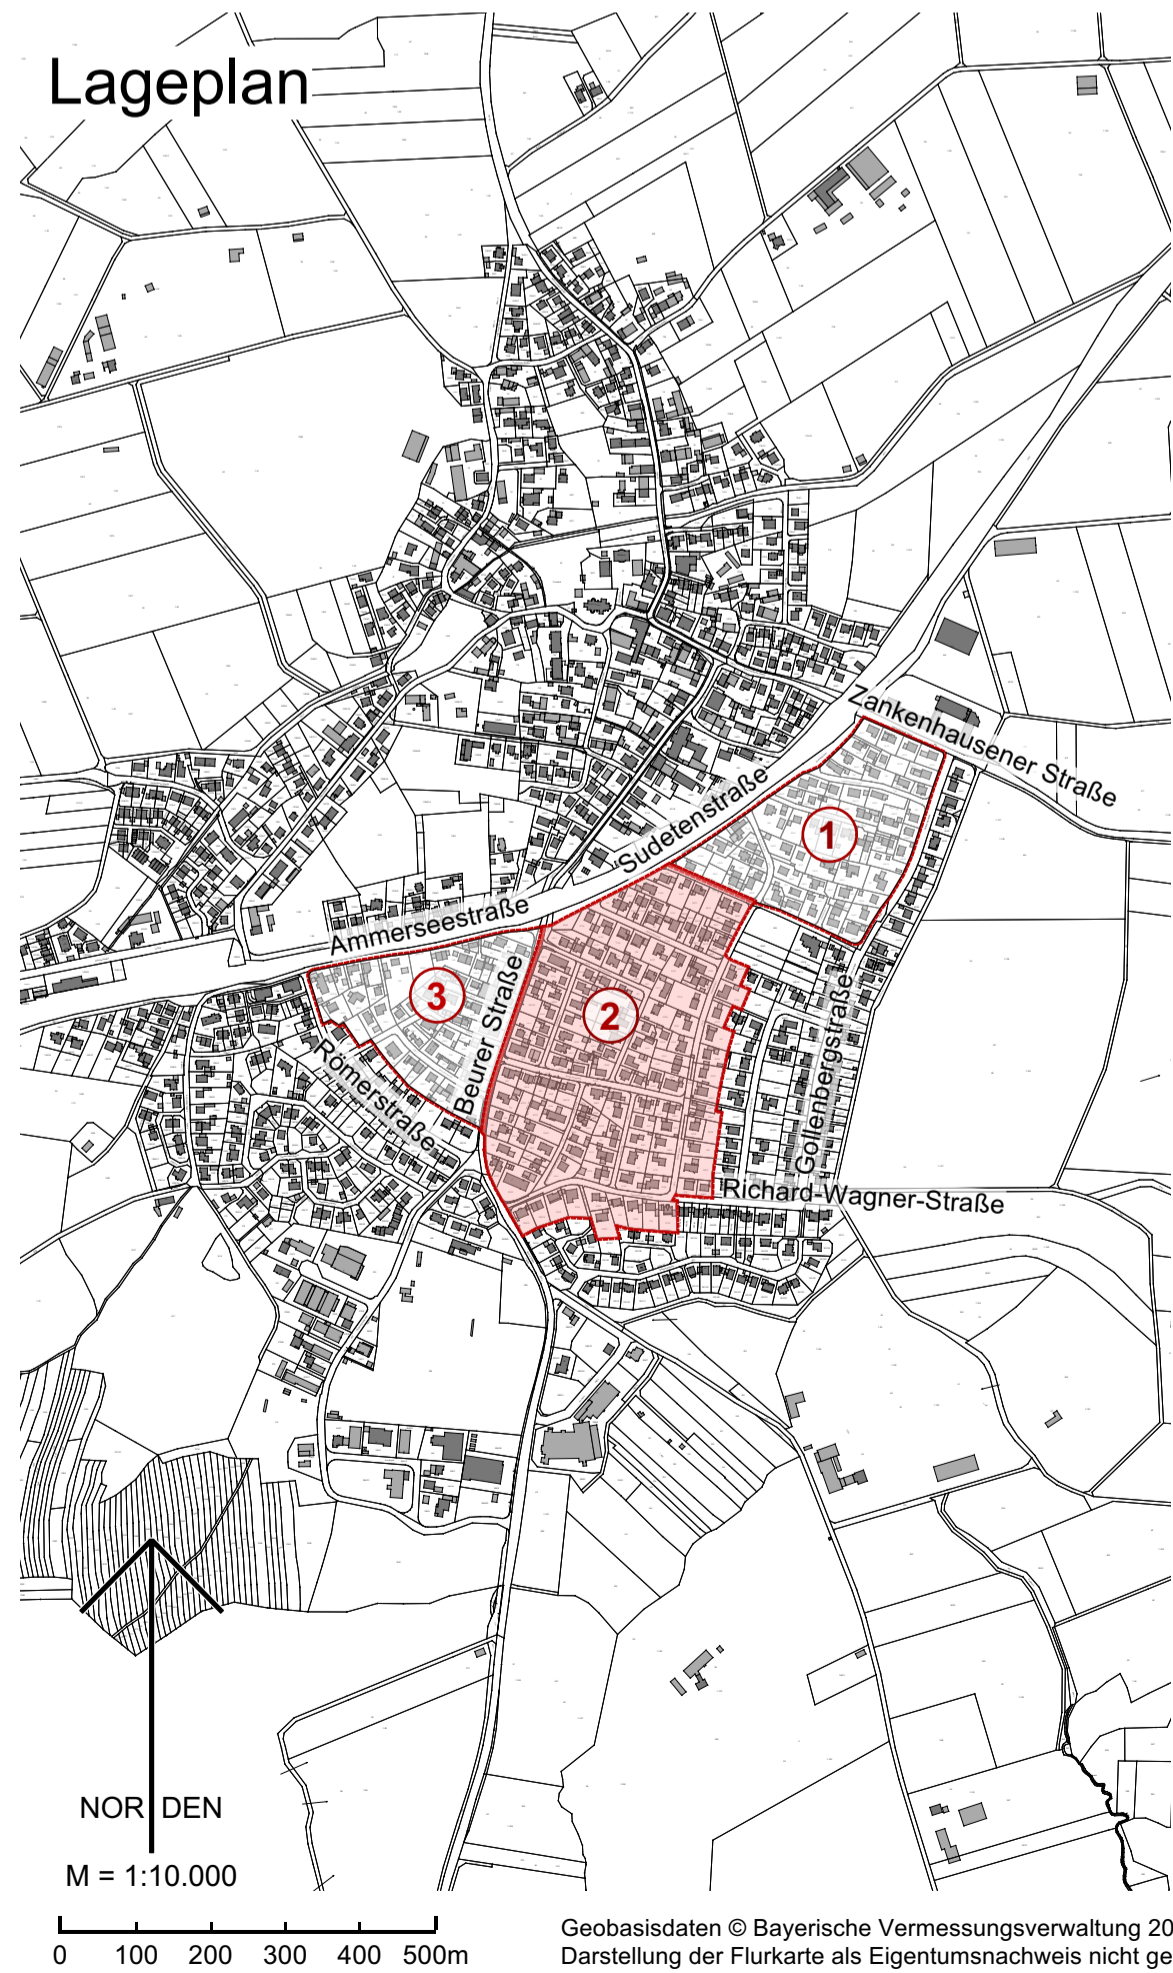 Lageplan
Zankenhausener Straße
Sudetenstraße
1
Ammerseestraße
3
Beurer Straße
2
Römerstraße
Gollenbergstraße
Richard-Wagner-Straße
NORDEN
M = 1:10.000
0 100 200 300 400 500m
Geobasisdaten © Bayerische Vermessungsverwaltung 20
Darstellung der Flurkarte als Eigentumsnachweis nicht ge